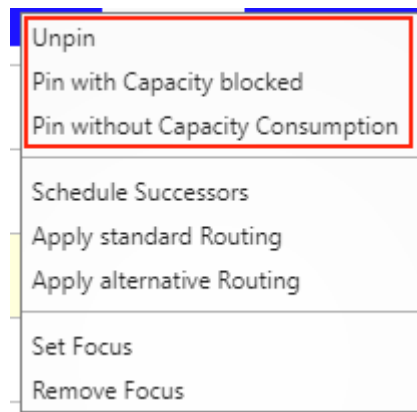 Unpin
Pin with Capacity blocked
Pin without Capacity Consumption
Schedule Successors
Apply standard Routing
Apply alternative Routing
Set Focus
Remove Focus